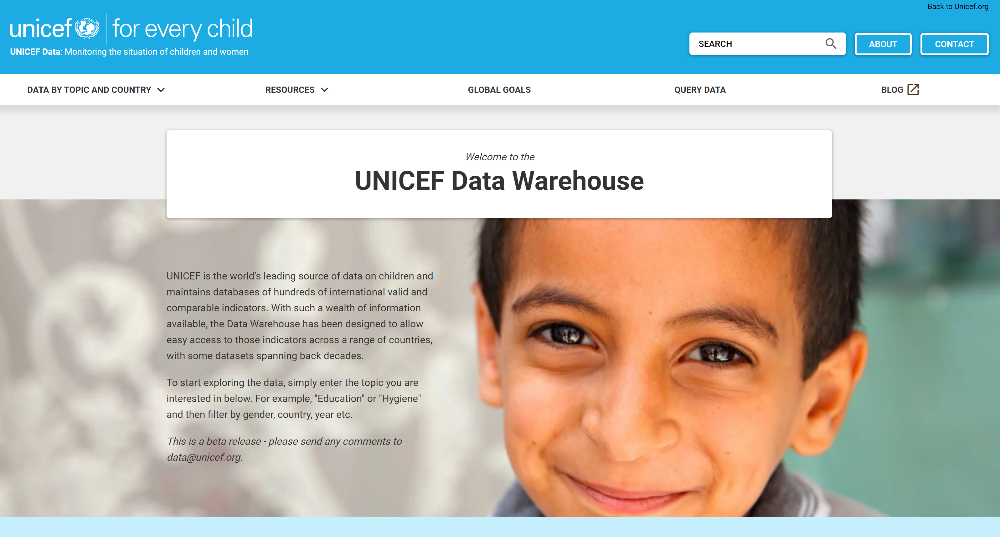 Back to Unicef.org
unicef for every child
UNICEF Data: Monitoring the situation of children and women
SEARCH
ABOUT
CONTACT
DATA BY TOPIC AND COUNTRY
RESOURCES
GLOBAL GOALS
QUERY DATA
BLOG
Welcome to the
UNICEF Data Warehouse
UNICEF is the world's leading source of data on children and
maintains databases of hundreds of international valid and
comparable indicators. With such a wealth of information
available, the Data Warehouse has been designed to allow
easy access to those indicators across a range of countries,
with some datasets spanning back decades.
To start exploring the data, simply enter the topic you are
interested in below. For example, "Education" or "Hygiene"
and then filter by gender, country, year etc.
This is a beta release - please send any comments to
data@unicef.org.